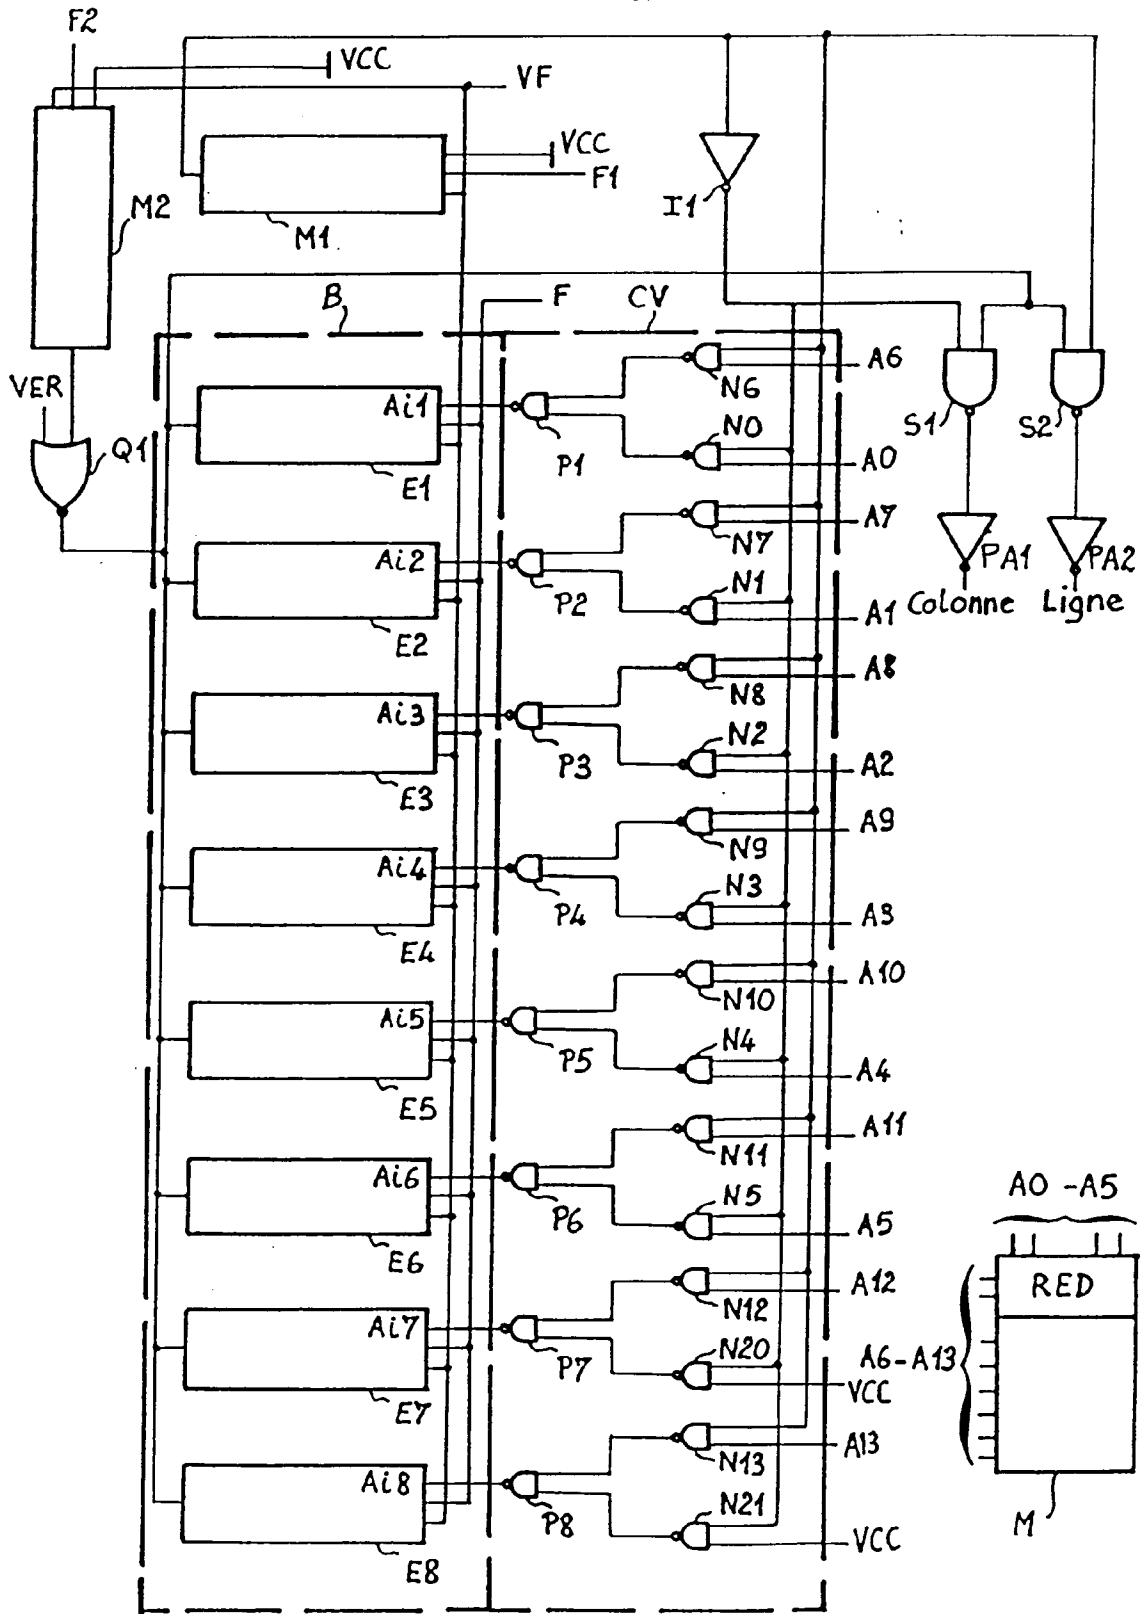 F2
VCC
VF
VCC
F1
M2
M1
I1
B
F
CV
VER
Q1
Ai1
E1
P1
N6
A6
N0
A0
S1
S2
Ai2
E2
P2
N7
A7
N1
A1
PA1
PA2
Colonne
Ligne
Ai3
E3
P3
N8
A8
N2
A2
Ai4
E4
P4
N9
A9
N3
A3
Ai5
E5
P5
N10
A10
N4
A4
Ai6
E6
P6
N11
A11
N5
A5
Ai7
E7
P7
N12
A12
N20
VCC
Ai8
E8
P8
N13
A13
N21
VCC
A0 - A5
RED
A6-A13
M